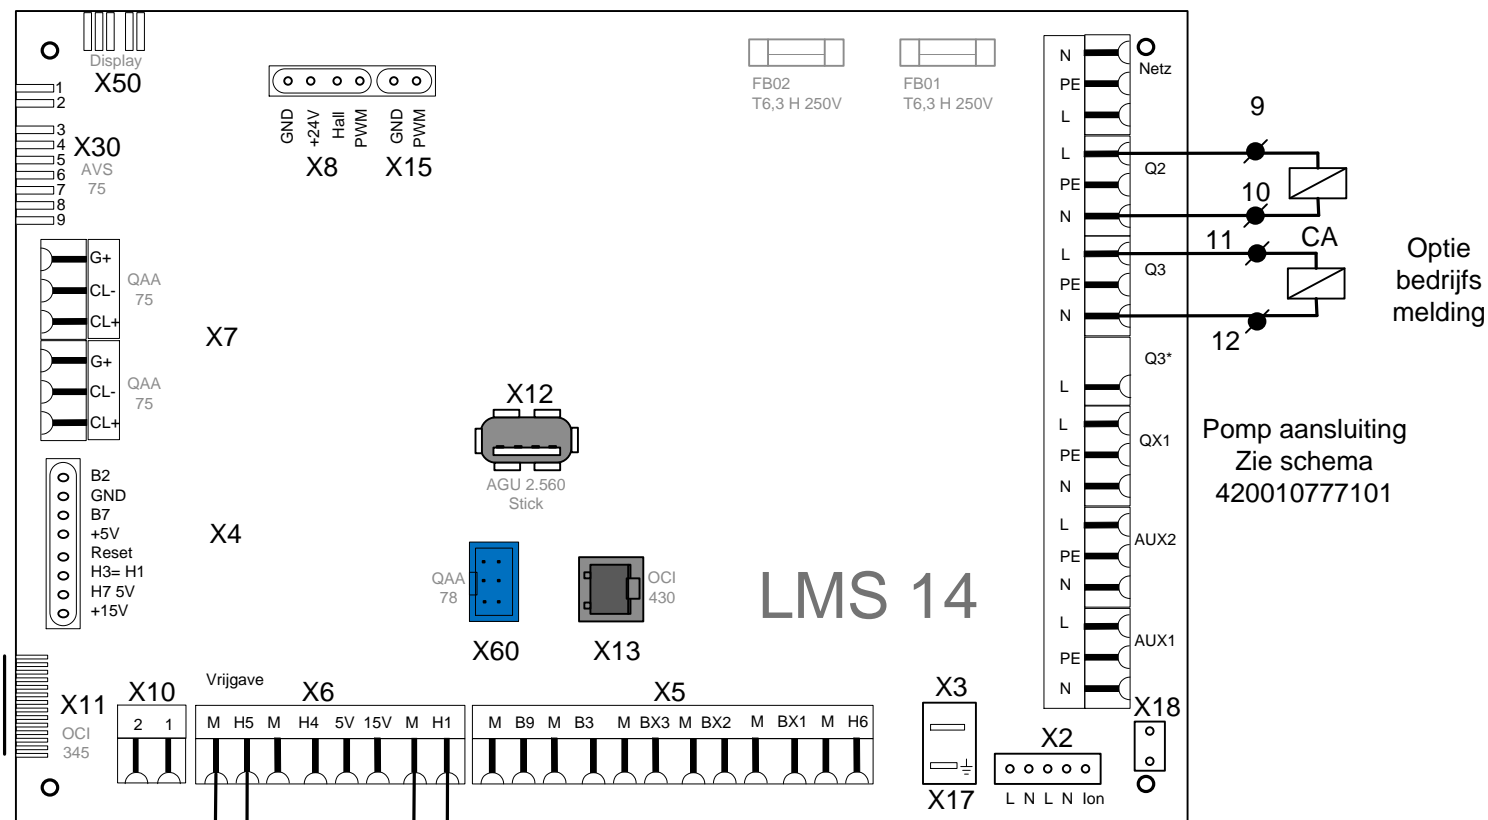 Display
X50
1
2
3
4
5
6
7
8
9
X30
AVS
75
GND
+24V
Hall
PWM
GND
PWM
X8
X15
FB02
T6,3 H 250V
FB01
T6,3 H 250V
N
PE
L
Netz
L
PE
N
Q2
L
PE
N
Q3
Q3*
L
L
PE
N
QX1
L
PE
N
AUX2
L
PE
N
AUX1
9
10
11
CA
12
Optie
bedrijfs
melding
Pomp aansluiting
Zie schema
420010777101
G+
CL-
CL+
QAA
75
G+
CL-
CL+
QAA
75
X7
B2
GND
B7
+5V
Reset
H3= H1
H7 5V
+15V
X4
X12
AGU 2.560
Stick
QAA
78
X60
OCI
430
X13
LMS 14
X11
OCI
345
X10
2 1
Vrijgave
X6
M H5 M H4 5V 15V M H1
X5
M B9 M B3 M BX3 M BX2 M BX1 M H6
X3
X17
X2
L N L N Ion
X18